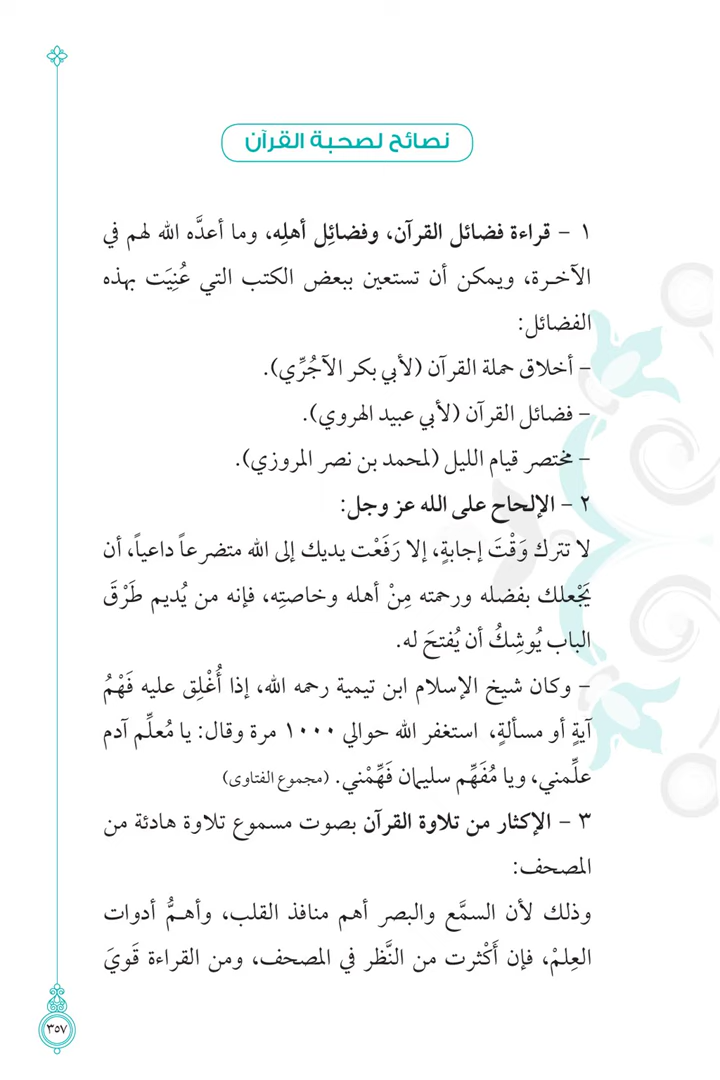 نصائح لصحبة القرآن
١ - قراءة فضائل القرآن، وفضائِل أهلِه، وما أعدَّه الله لهم في
الآخـرة، ويمكن أن تستعين ببعض الكتب التي عُنِيَت بهذه
الفضائل:
- أخلاق حملة القرآن (لأبي بكر الآجُرِّي).
- فضائل القرآن (لأبي عبيد الهروي).
- مختصر قيام الليل (لمحمد بن نصر المروزي).
٢ - الإلحاح على الله عز وجل:
لا تترك وَقْتَ إجابةٍ، إلا رَفَعْت يديك إلى الله متضرعاً داعياً، أن
يَجْعلك بفضله ورحمته مِنْ أهله وخاصتِه، فإنه من يُديم طَرْقَ
الباب يُوشِكُ أن يُفتحَ له.
- وكان شيخ الإسلام ابن تيمية رحمه الله، إذا أُغْلِق عليه فَهْمُ
آيةٍ أو مسألةٍ، استغفر الله حوالي ١٠٠٠ مرة وقال: يا مُعلِّم آدم
علِّمني، ويا مُفَهِّم سليمان فَهِّمْني. (مجموع الفتاوى)
٣ - الإكثار من تلاوة القرآن بصوت مسموع تلاوة هادئة من
المصحف:
وذلك لأن السمَّع والبصر أهم منافذ القلب، وأهـمُّ أدوات
العِلمْ، فإن أَكْثرت من النَّظر في المصحف، ومن القراءة قَويَ
٣٥٧